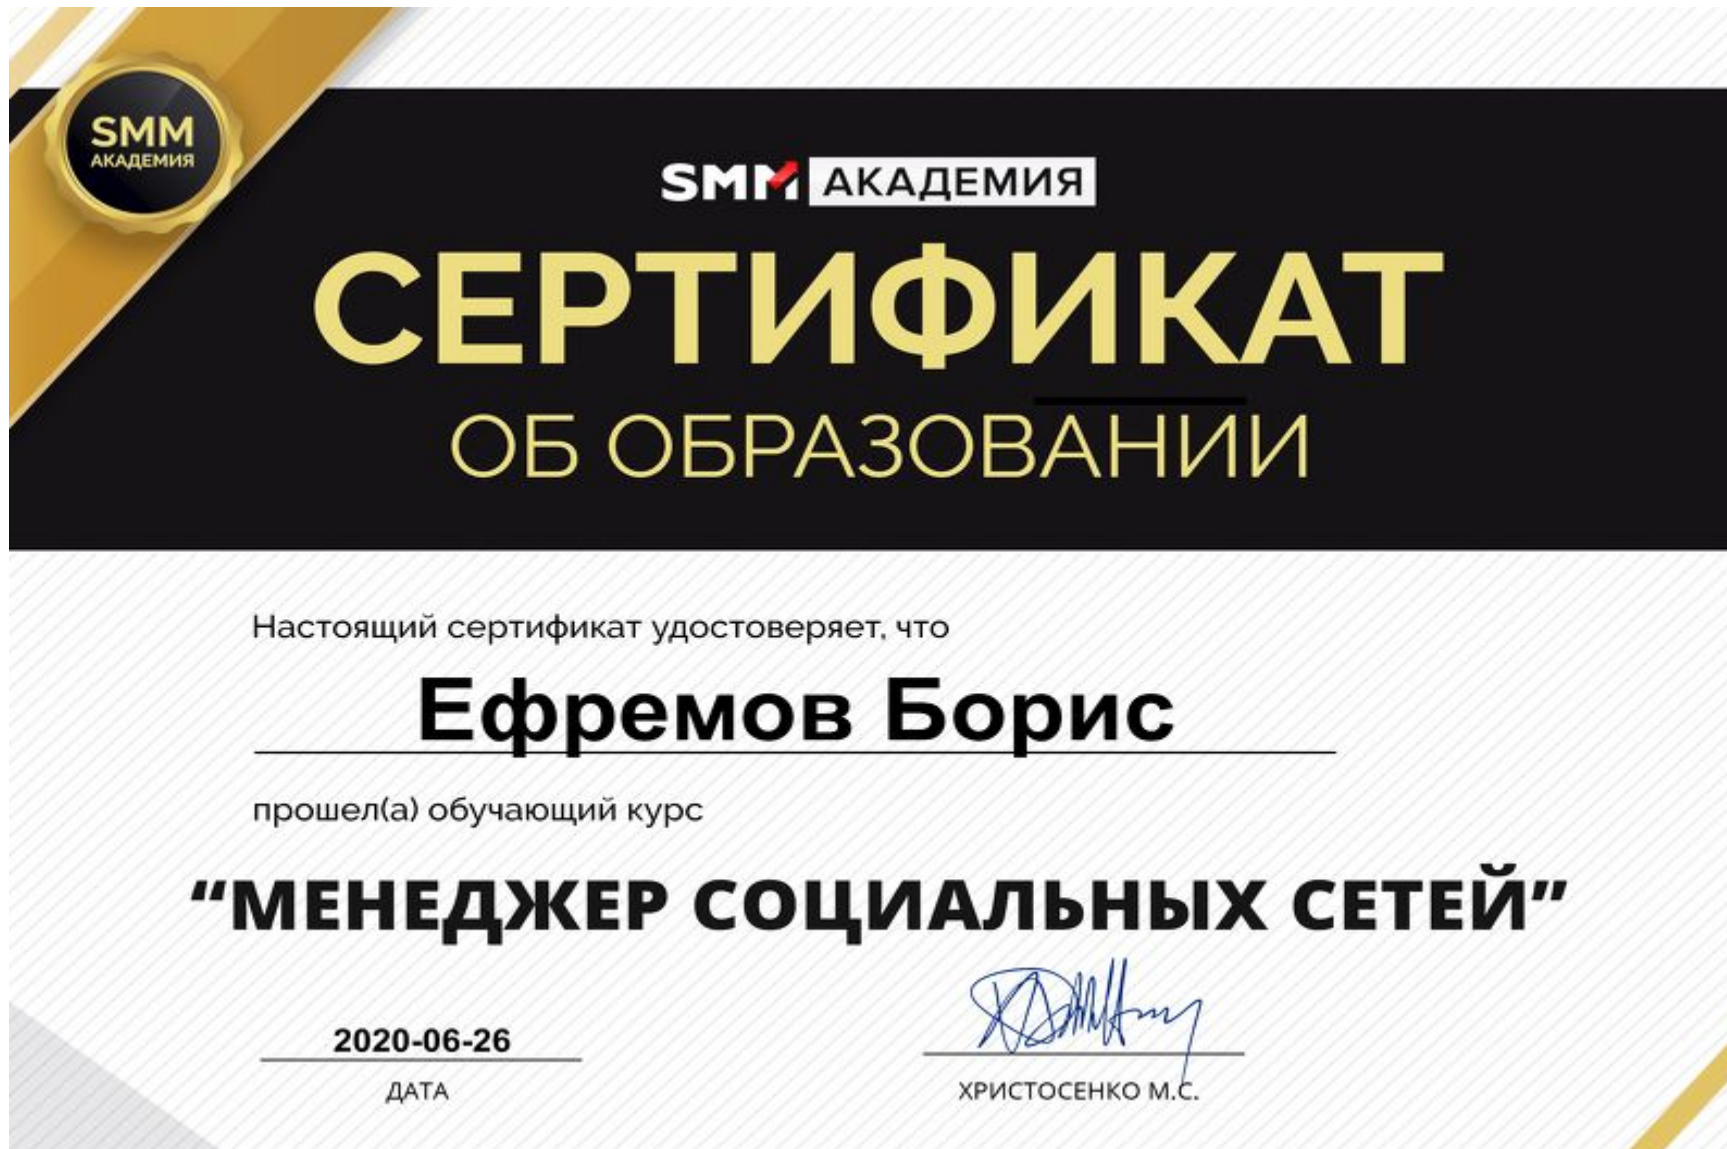 SMM
АКАДЕМИЯ
SMM АКАДЕМИЯ
СЕРТИФИКАТ
ОБ ОБРАЗОВАНИИ
Настоящий сертификат удостоверяет, что
Ефремов Борис
прошел(а) обучающий курс
“МЕНЕДЖЕР СОЦИАЛЬНЫХ СЕТЕЙ”
2020-06-26
ДАТА
ХРИСТОСЕНКО М.С.